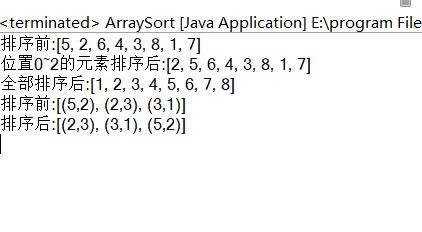 <terminated> ArraySort [Java Application] E:\program File
排序前:[5, 2, 6, 4, 3, 8, 1, 7]
位置0~2的元素排序后:[2, 5, 6, 4, 3, 8, 1, 7]
全部排序后:[1, 2, 3, 4, 5, 6, 7, 8]
排序前:[(5,2), (2,3), (3,1)]
排序后:[(2,3), (3,1), (5,2)]